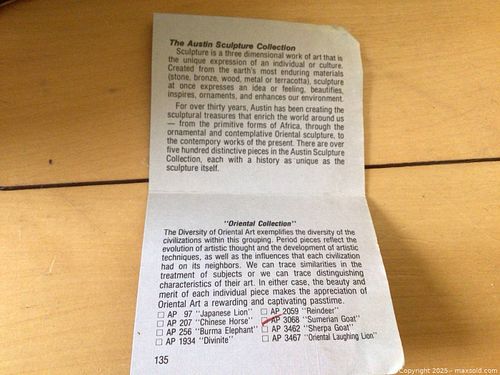 The Austin Sculpture Collection
Sculpture is a three dimensional work of art that is
the unique expression of an individual or culture.
Created from the earth's most enduring materials
(stone, bronze, wood, metal or terracotta), sculpture
at once expresses an idea or feeling, beautifies,
inspires, ornaments, and enhances our environment.
For over thirty years, Austin has been creating the
sculptural treasures that enrich the world around us
— from the primitive forms of Africa, through the
ornamental and contemplative Oriental sculpture, to
the contempory works of the present. There are over
five hundred distinctive pieces in the Austin Sculpture
Collection, each with a history as unique as the
sculpture itself.
"Oriental Collection"
The Diversity of Oriental Art exemplifies the diversity of the
civilizations within this grouping. Period pieces reflect the
evolution of artistic thought and the development of artistic
techniques, as well as the influences that each civilization
had on its neighbors. We can trace similarities in the
treatment of subjects or we can trace distinguishing
characteristics of their art. In either case, the beauty and
merit of each individual piece makes the appreciation of
Oriental Art a rewarding and captivating passtime.
☐ AP 97 "Japanese Lion" ☐ AP 2059 "Reindeer"
☐ AP 207 "Chinese Horse" ☐ AP 3068 "Sumerian Goat"
☐ AP 256 "Burma Elephant" ☐ AP 3462 "Sherpa Goat"
☐ AP 1934 "Divinite" ☐ AP 3467 "Oriental Laughing Lion"
135
Copyright 2025 - maxsold.com